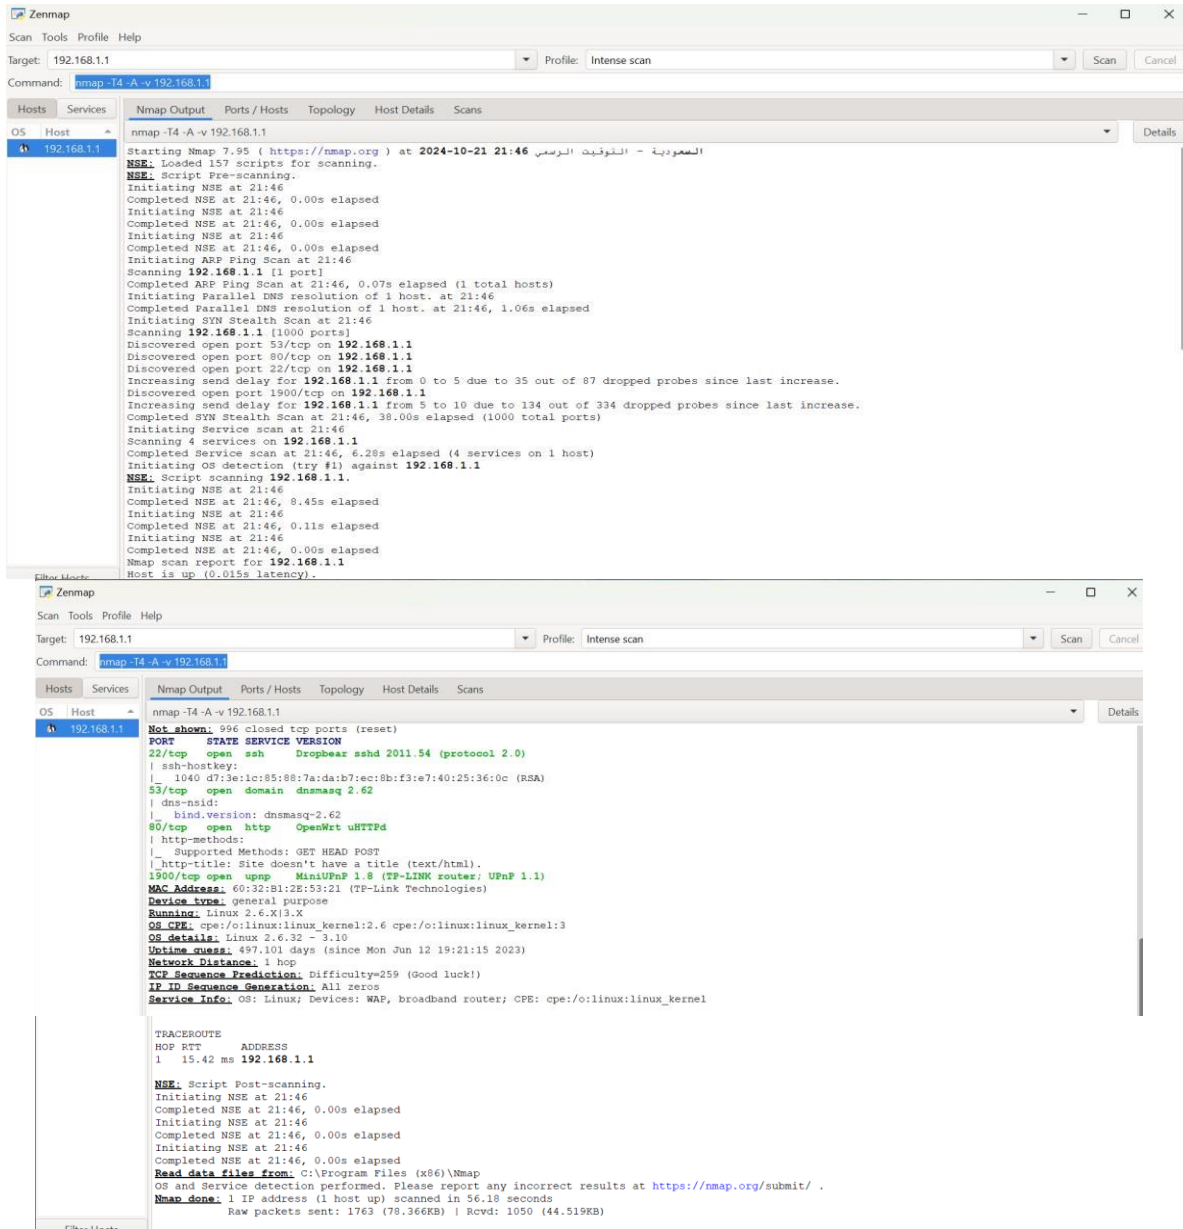 Zenmap
Scan Tools Profile Help
Target: 192.168.1.1 Profile: Intense scan Scan Cancel
Command: nmap -T4 -A -v 192.168.1.1
Hosts Services Nmap Output Ports / Hosts Topology Host Details Scans
OS Host nmap -T4 -A -v 192.168.1.1 Details
192.168.1.1
Starting Nmap 7.95 ( https://nmap.org ) at 2024-10-21 21:46 السعودية - التوقيت الرسمي
NSE: Loaded 157 scripts for scanning.
NSE: Script Pre-scanning.
Initiating NSE at 21:46
Completed NSE at 21:46, 0.00s elapsed
Initiating NSE at 21:46
Completed NSE at 21:46, 0.00s elapsed
Initiating NSE at 21:46
Completed NSE at 21:46, 0.00s elapsed
Initiating ARP Ping Scan at 21:46
Scanning 192.168.1.1 [1 port]
Completed ARP Ping Scan at 21:46, 0.07s elapsed (1 total hosts)
Initiating Parallel DNS resolution of 1 host. at 21:46
Completed Parallel DNS resolution of 1 host. at 21:46, 1.06s elapsed
Initiating SYN Stealth Scan at 21:46
Scanning 192.168.1.1 [1000 ports]
Discovered open port 53/tcp on 192.168.1.1
Discovered open port 80/tcp on 192.168.1.1
Discovered open port 22/tcp on 192.168.1.1
Increasing send delay for 192.168.1.1 from 0 to 5 due to 35 out of 87 dropped probes since last increase.
Discovered open port 1900/tcp on 192.168.1.1
Increasing send delay for 192.168.1.1 from 5 to 10 due to 134 out of 334 dropped probes since last increase.
Completed SYN Stealth Scan at 21:46, 38.00s elapsed (1000 total ports)
Initiating Service scan at 21:46
Scanning 4 services on 192.168.1.1
Completed Service scan at 21:46, 6.28s elapsed (4 services on 1 host)
Initiating OS detection (try #1) against 192.168.1.1
NSE: Script scanning 192.168.1.1.
Initiating NSE at 21:46
Completed NSE at 21:46, 8.45s elapsed
Initiating NSE at 21:46
Completed NSE at 21:46, 0.11s elapsed
Initiating NSE at 21:46
Completed NSE at 21:46, 0.00s elapsed
Nmap scan report for 192.168.1.1
Host is up (0.015s latency).
Filter Hosts
Zenmap
Scan Tools Profile Help
Target: 192.168.1.1 Profile: Intense scan Scan Cancel
Command: nmap -T4 -A -v 192.168.1.1
Hosts Services Nmap Output Ports / Hosts Topology Host Details Scans
OS Host nmap -T4 -A -v 192.168.1.1 Details
192.168.1.1
Not shown: 996 closed tcp ports (reset)
PORT STATE SERVICE VERSION
22/tcp open ssh Dropbear sshd 2011.54 (protocol 2.0)
| ssh-hostkey:
|_ 1040 d7:3e:1c:85:88:7a:da:b7:ec:8b:f3:e7:40:25:36:0c (RSA)
53/tcp open domain dnsmasq 2.62
| dns-nsid:
|_ bind.version: dnsmasq-2.62
80/tcp open http OpenWrt uHTTPd
| http-methods:
|_ Supported Methods: GET HEAD POST
|_http-title: Site doesn't have a title (text/html).
1900/tcp open upnp MiniUPnP 1.8 (TP-LINK router; UPnP 1.1)
MAC Address: 60:32:B1:2E:53:21 (TP-Link Technologies)
Device type: general purpose
Running: Linux 2.6.X|3.X
OS CPE: cpe:/o:linux:linux_kernel:2.6 cpe:/o:linux:linux_kernel:3
OS details: Linux 2.6.32 - 3.10
Uptime guess: 497.101 days (since Mon Jun 12 19:21:15 2023)
Network Distance: 1 hop
TCP Sequence Prediction: Difficulty=259 (Good luck!)
IP ID Sequence Generation: All zeros
Service Info: OS: Linux; Devices: WAP, broadband router; CPE: cpe:/o:linux:linux_kernel
TRACEROUTE
HOP RTT ADDRESS
1 15.42 ms 192.168.1.1
NSE: Script Post-scanning.
Initiating NSE at 21:46
Completed NSE at 21:46, 0.00s elapsed
Initiating NSE at 21:46
Completed NSE at 21:46, 0.00s elapsed
Initiating NSE at 21:46
Completed NSE at 21:46, 0.00s elapsed
Read data files from: C:\Program Files (x86)\Nmap
OS and Service detection performed. Please report any incorrect results at https://nmap.org/submit/ .
Nmap done: 1 IP address (1 host up) scanned in 56.18 seconds
Raw packets sent: 1763 (78.366KB) | Rcvd: 1050 (44.519KB)
Filter Hosts